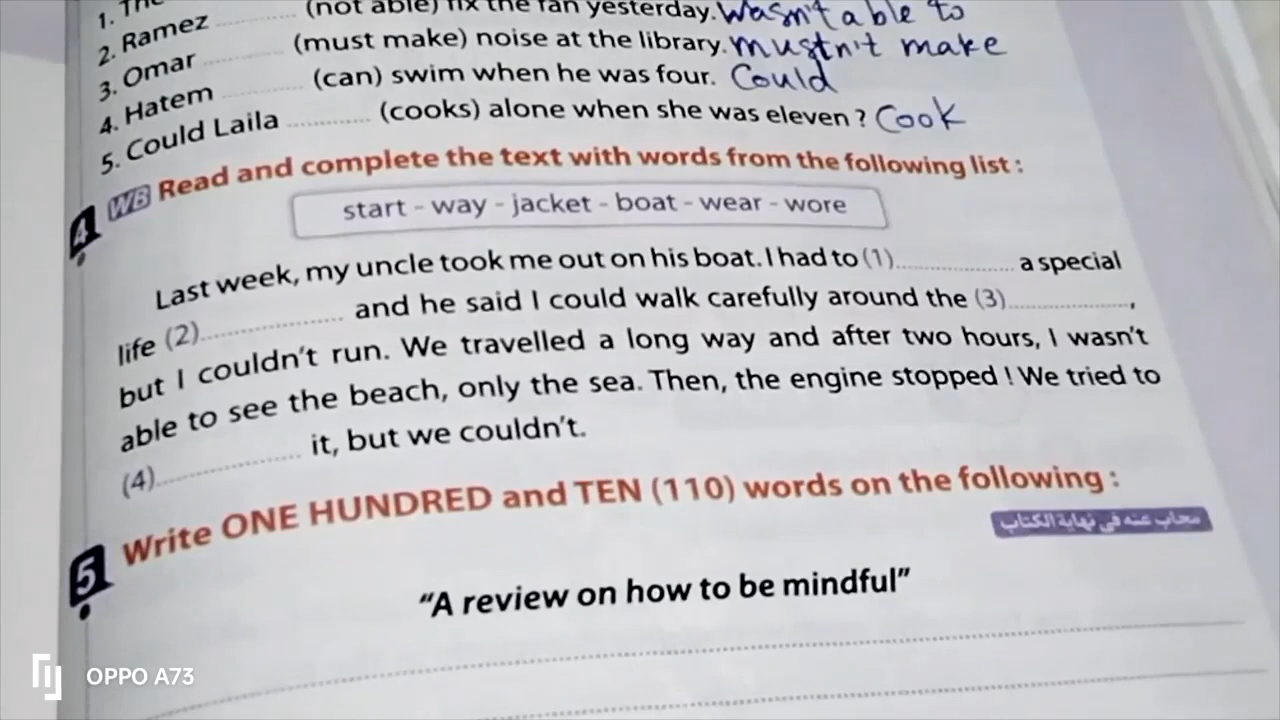 1. The
2. Ramez ............ (not able) fix the fan yesterday. wasn't able to
3. Omar ............ (must make) noise at the library. mustn't make
4. Hatem ............ (can) swim when he was four. Could
5. Could Laila ............ (cooks) alone when she was eleven ? Cook
4 WB Read and complete the text with words from the following list :
start - way - jacket - boat - wear - wore
Last week, my uncle took me out on his boat. I had to (1)................. a special
life (2)................. and he said I could walk carefully around the (3).................,
but I couldn't run. We travelled a long way and after two hours, I wasn't
able to see the beach, only the sea. Then, the engine stopped ! We tried to
(4)................. it, but we couldn't.
5 Write ONE HUNDRED and TEN (110) words on the following :
مجاب عنه فى نهاية الكتاب
"A review on how to be mindful"
OPPO A73